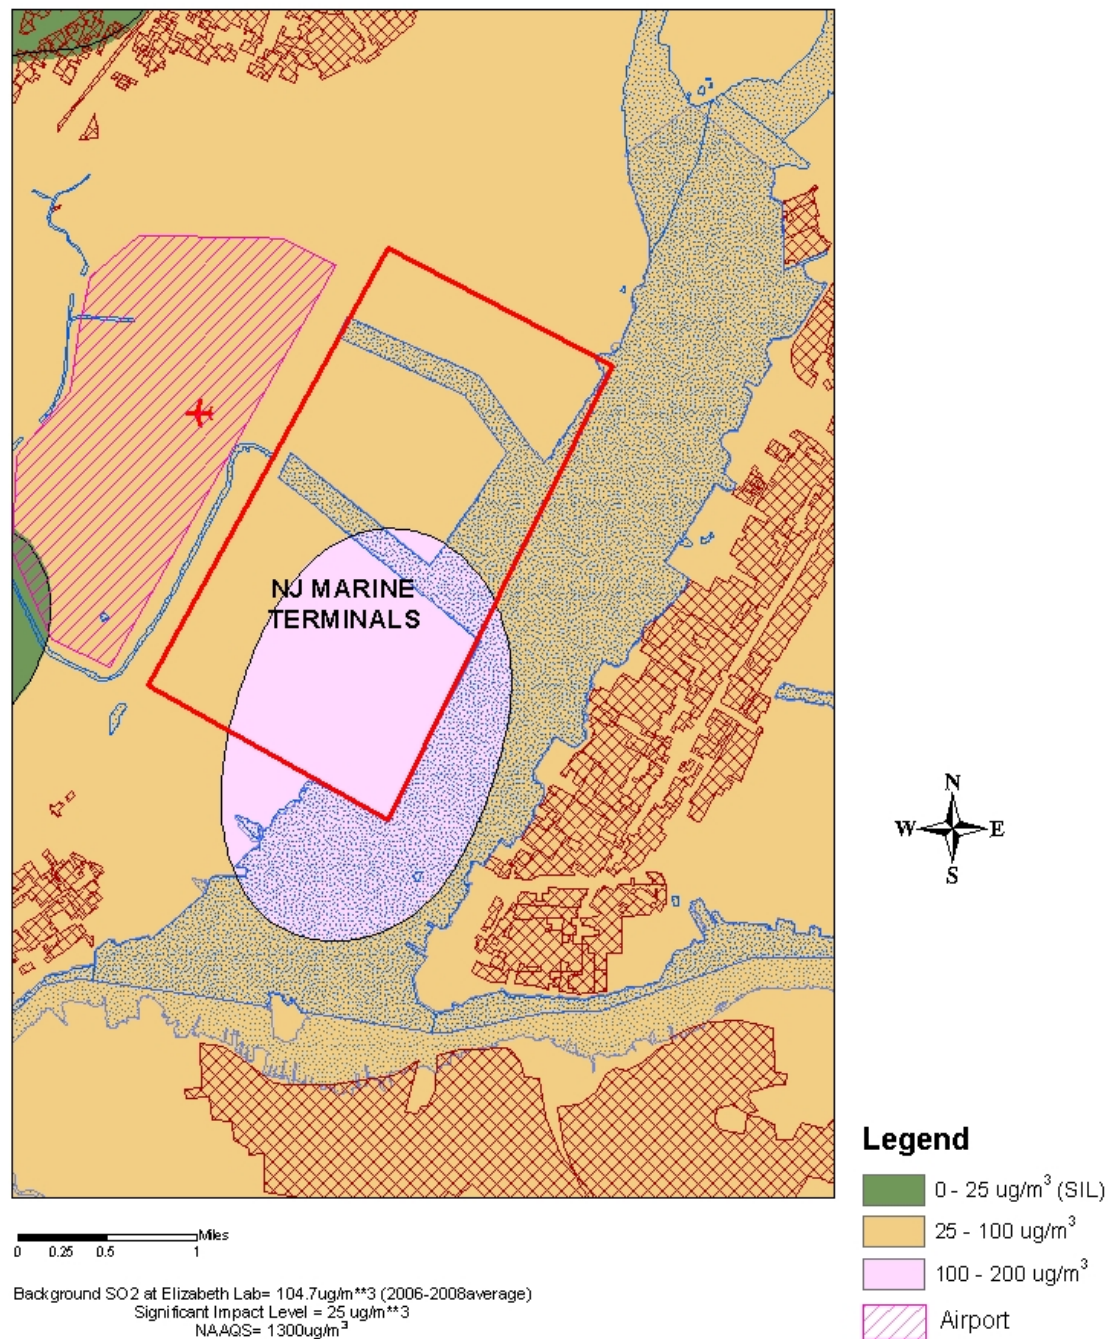 NJ MARINE
TERMINALS
N
W E
S
Legend
0 - 25 ug/m³ (SIL)
25 - 100 ug/m³
100 - 200 ug/m³
Airport
Miles
0 0.25 0.5 1
Background SO2 at Elizabeth Lab= 104.7ug/m**3 (2006-2008average)
Significant Impact Level = 25 ug/m**3
NAAQS= 1300ug/m³